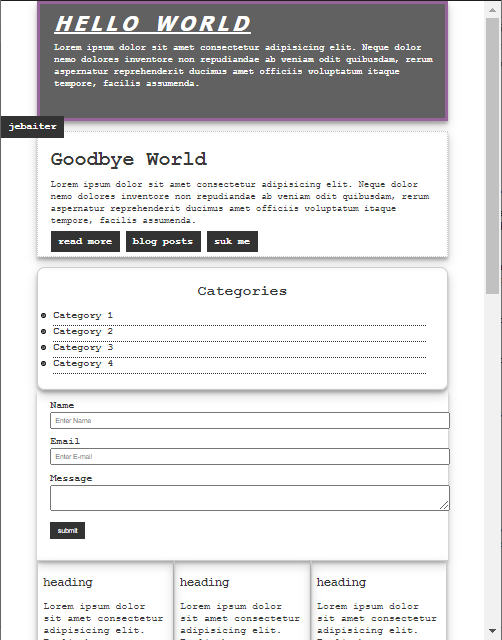 HELLO WORLD
Lorem ipsum dolor sit amet consectetur adipisicing elit. Neque dolor
nemo dolores inventore non repudiandae ab veniam quibusdam, rerum
aspernatur reprehenderit ducimus amet officiis voluptatum itaque
tempore, facilis assumenda.
jebaiter
Goodbye World
Lorem ipsum dolor sit amet consectetur adipisicing elit. Neque dolor
nemo dolores inventore non repudiandae ab veniam quibusdam, rerum
aspernatur reprehenderit ducimus amet officiis voluptatum itaque
tempore, facilis assumenda.
read more blog posts suk me
Categories
Category 1
Category 2
Category 3
Category 4
Name
Enter Name
Email
Enter E-mail
Message
submit
heading
Lorem ipsum dolor
sit amet consectetur
adipisicing elit.
heading
Lorem ipsum dolor
sit amet consectetur
adipisicing elit.
heading
Lorem ipsum dolor
sit amet consectetur
adipisicing elit.